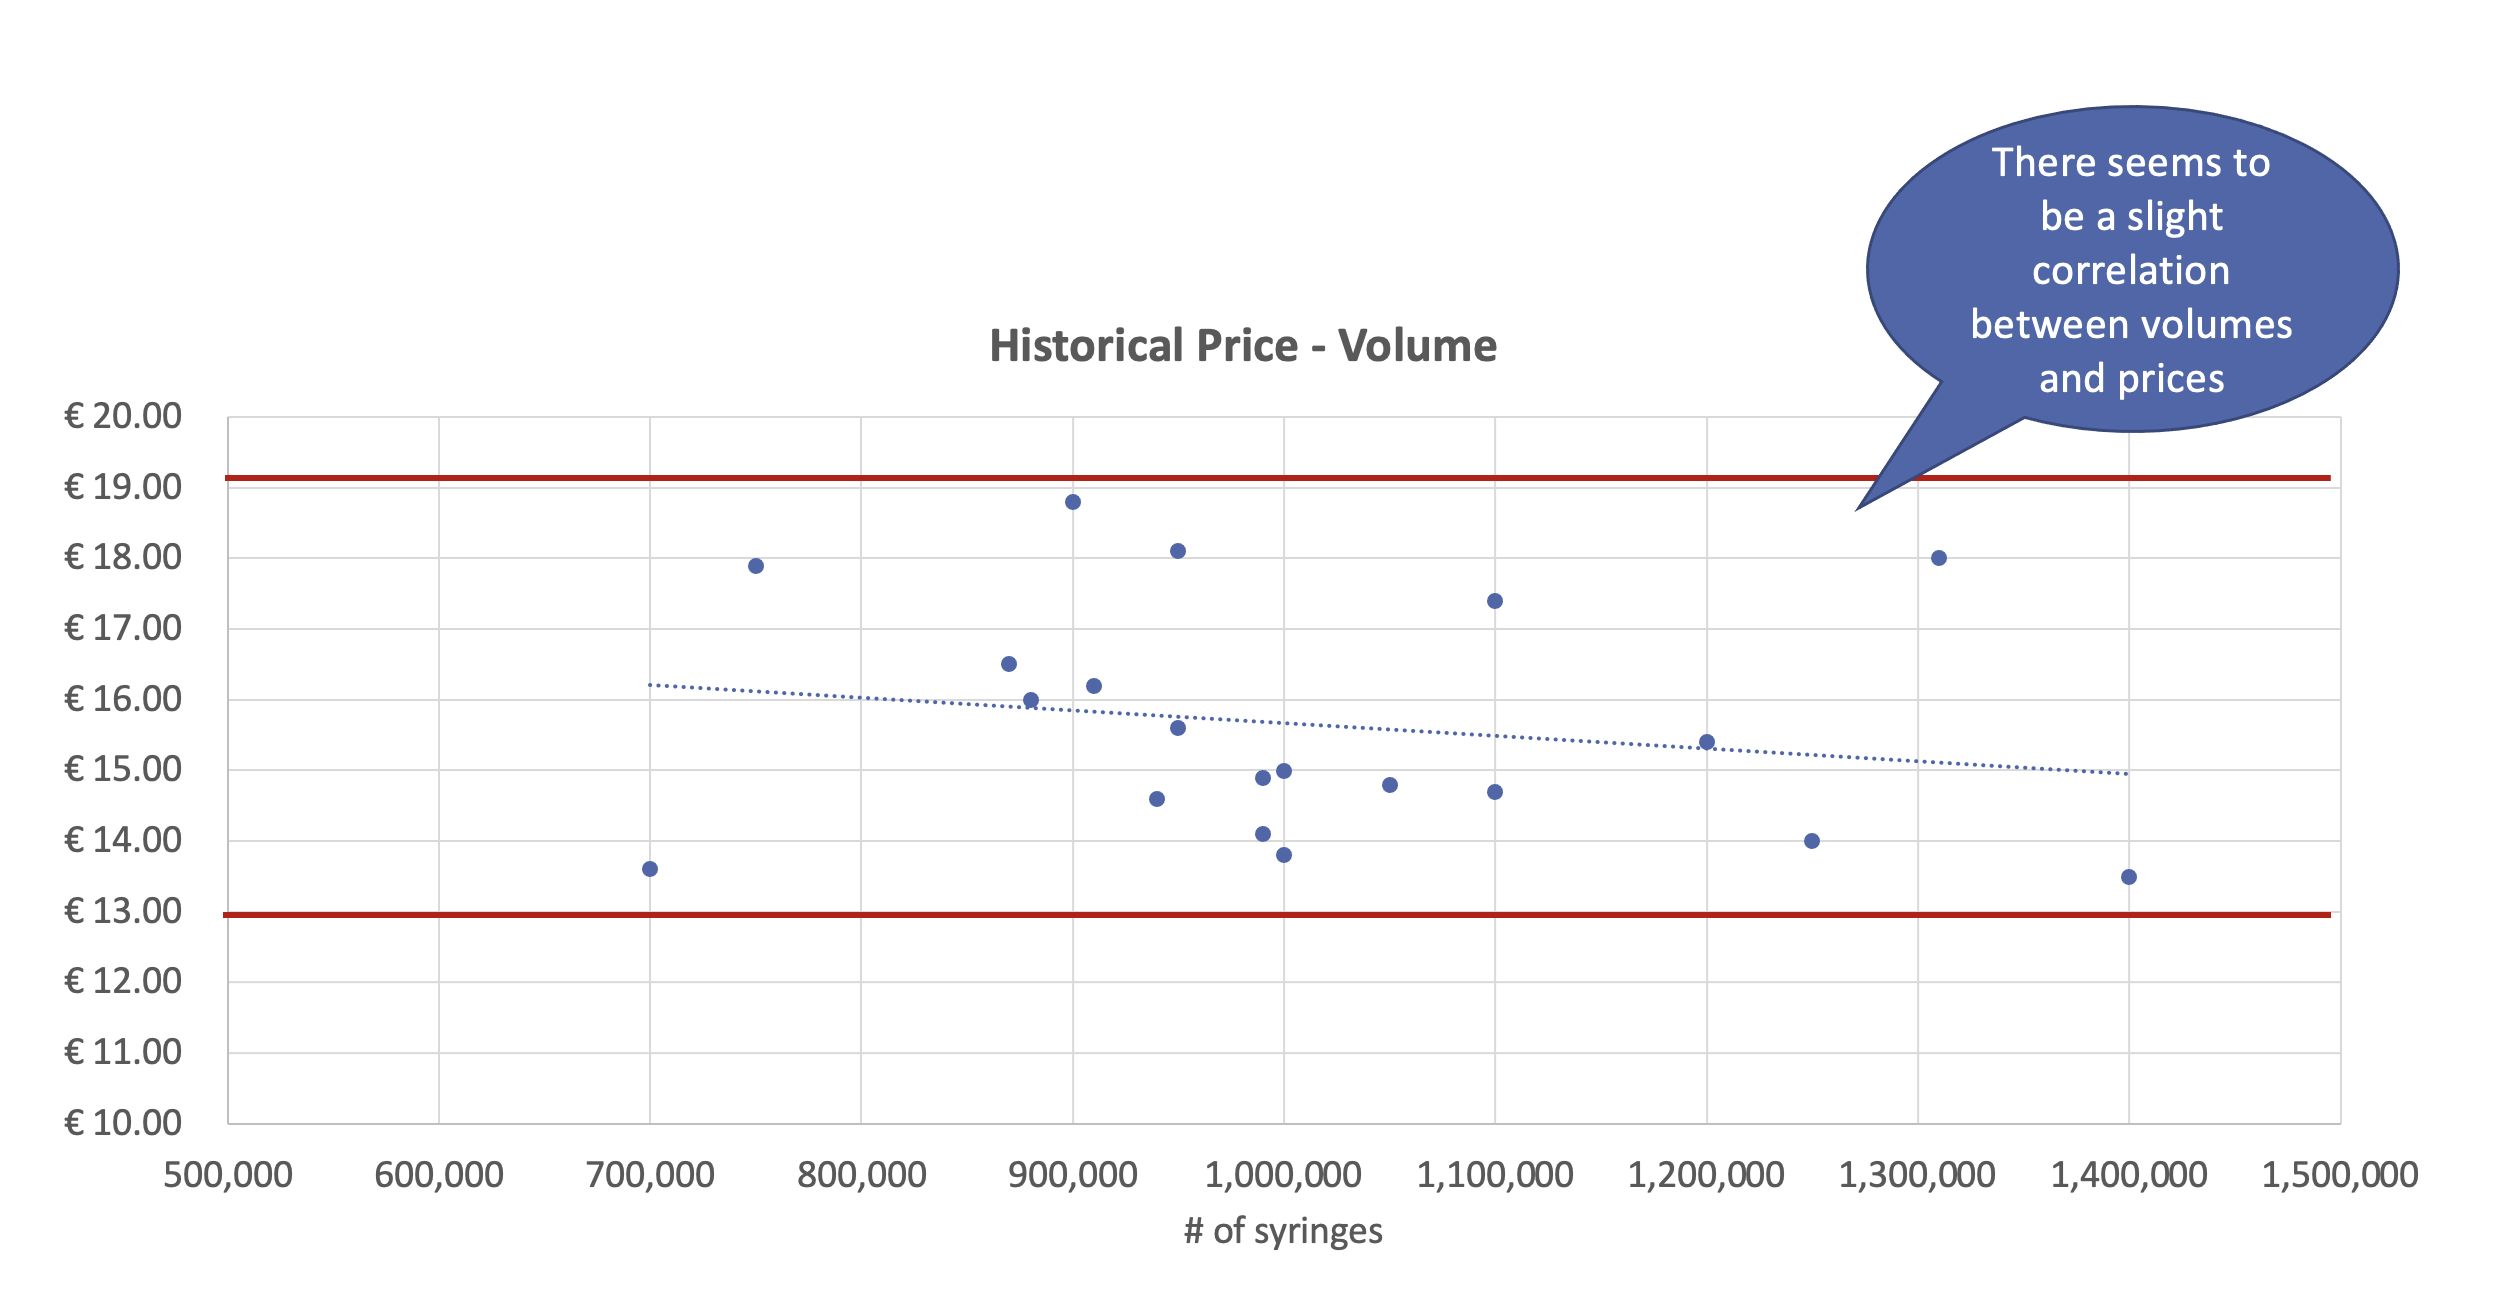 There seems to
be a slight
correlation
between volumes
and prices
Historical Price - Volume
€ 20.00
€ 19.00
€ 18.00
€ 17.00
€ 16.00
€ 15.00
€ 14.00
€ 13.00
€ 12.00
€ 11.00
€ 10.00
500,000 600,000 700,000 800,000 900,000 1,000,000 1,100,000 1,200,000 1,300,000 1,400,000 1,500,000
# of syringes